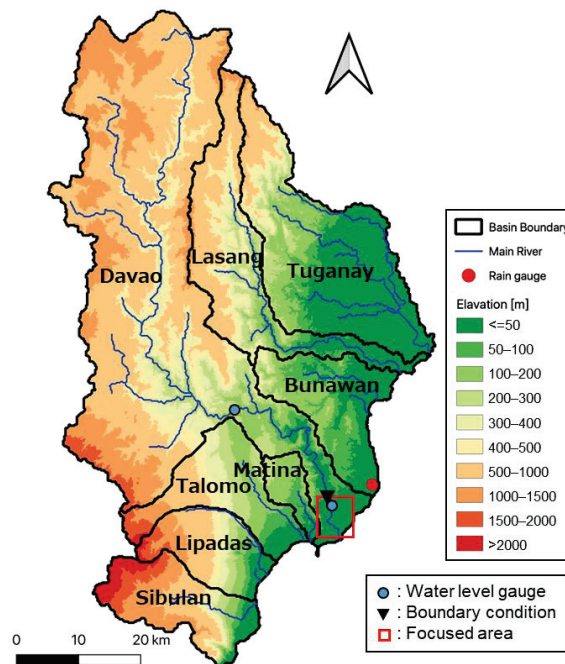 Davao
Lasang
Tuganay
Bunawan
Matina
Talomo
Lipadas
Sibulan
Basin Boundary
Main River
Rain gauge
Elavation [m]
<=50
50–100
100–200
200–300
300–400
400–500
500–1000
1000–1500
1500–2000
>2000
: Water level gauge
: Boundary condition
: Focused area
0 10 20 km